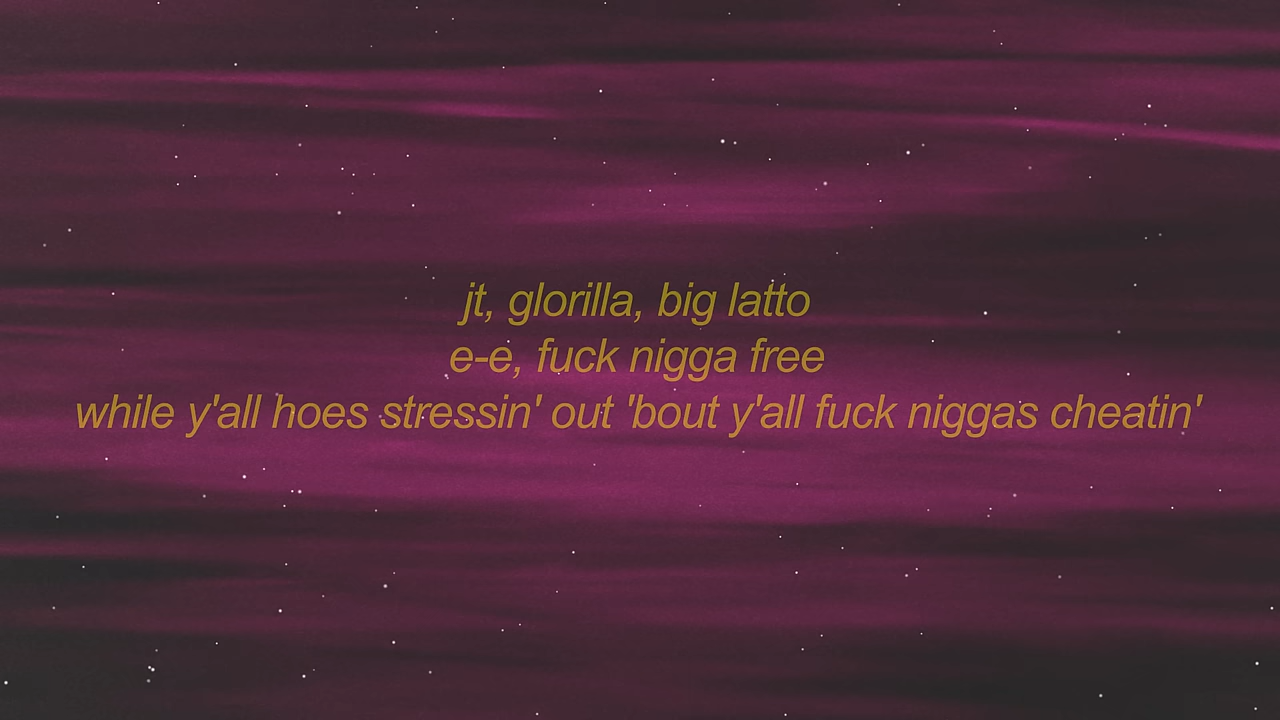 jt, glorilla, big latto
e-e, fuck nigga free
while y'all hoes stressin' out 'bout y'all fuck niggas cheatin'